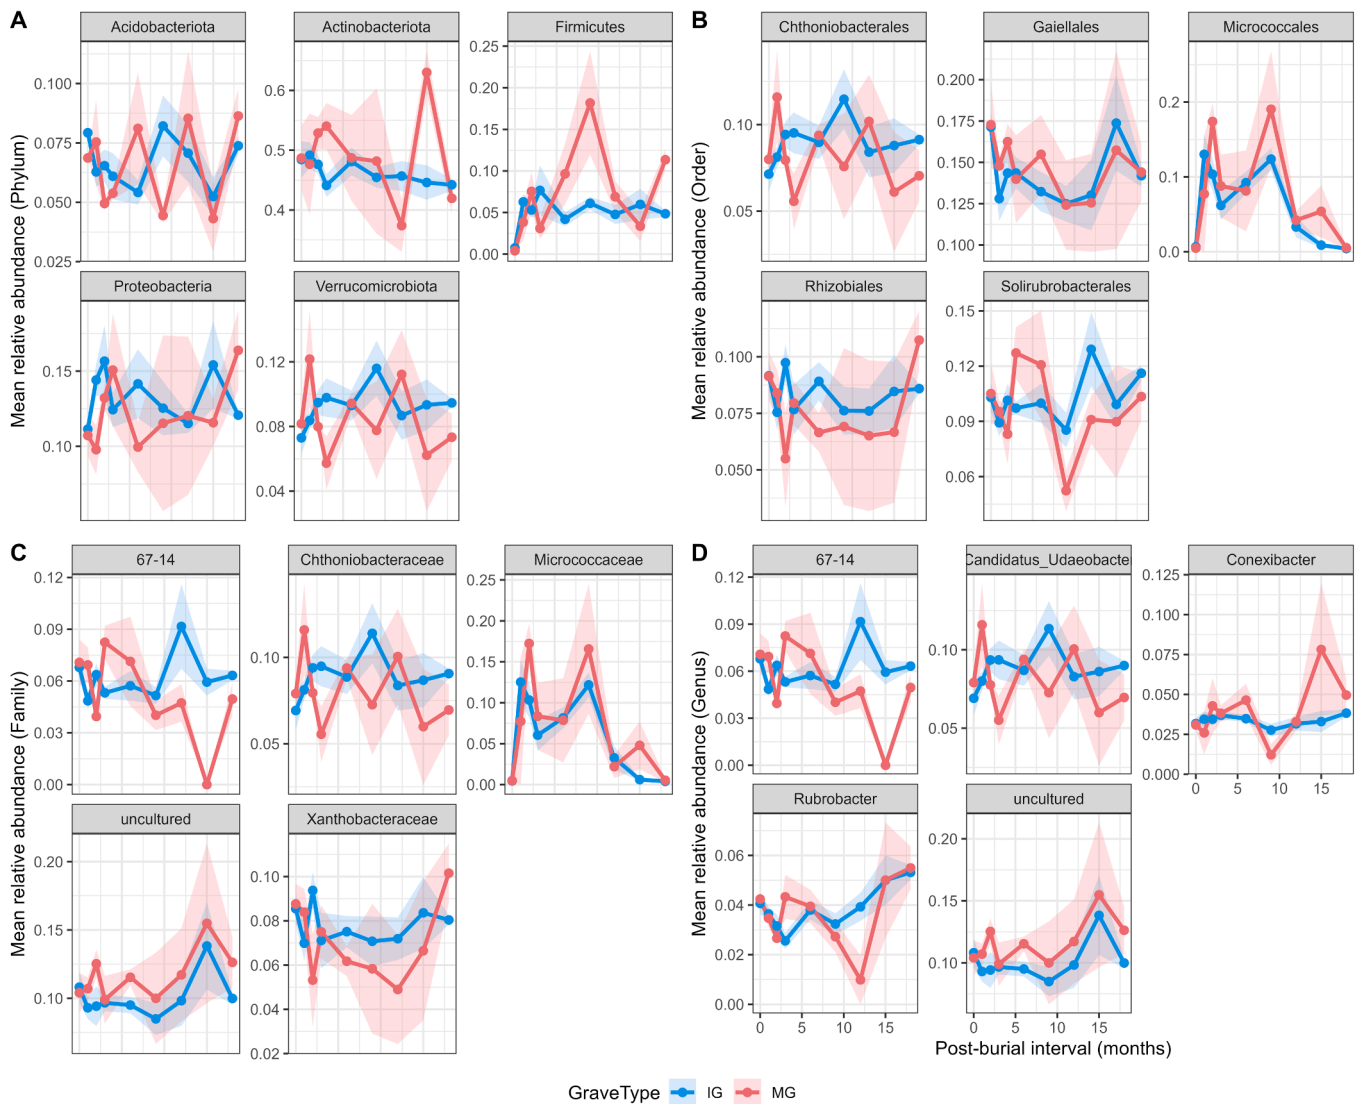 A
Acidobacteriota
Actinobacteriota
Firmicutes
Mean relative abundance (Phylum)
0.100
0.075
0.050
0.025
0.6
0.5
0.4
0.25
0.20
0.15
0.10
0.05
0.00
Proteobacteria
Verrucomicrobiota
0.15
0.10
0.12
0.08
0.04
B
Chthoniobacterales
Gaiellales
Micrococcales
Mean relative abundance (Order)
0.10
0.05
0.200
0.175
0.150
0.125
0.100
0.2
0.1
0.0
Rhizobiales
Solirubrobacterales
0.100
0.075
0.050
0.15
0.12
0.09
0.06
C
67-14
Chthoniobacteraceae
Micrococcaceae
Mean relative abundance (Family)
0.12
0.09
0.06
0.03
0.00
0.10
0.05
0.25
0.20
0.15
0.10
0.05
0.00
uncultured
Xanthobacteraceae
0.20
0.15
0.10
0.10
0.08
0.06
0.04
0.02
D
67-14
Candidatus_Udaeobacte
Conexibacter
Mean relative abundance (Genus)
0.12
0.09
0.06
0.03
0.00
0.10
0.05
0.125
0.100
0.075
0.050
0.025
0.000
0 5 10 15
Rubrobacter
uncultured
0.06
0.04
0.02
0.00
0 5 10 15
0.20
0.15
0.10
0 5 10 15
Post-burial interval (months)
GraveType IG MG